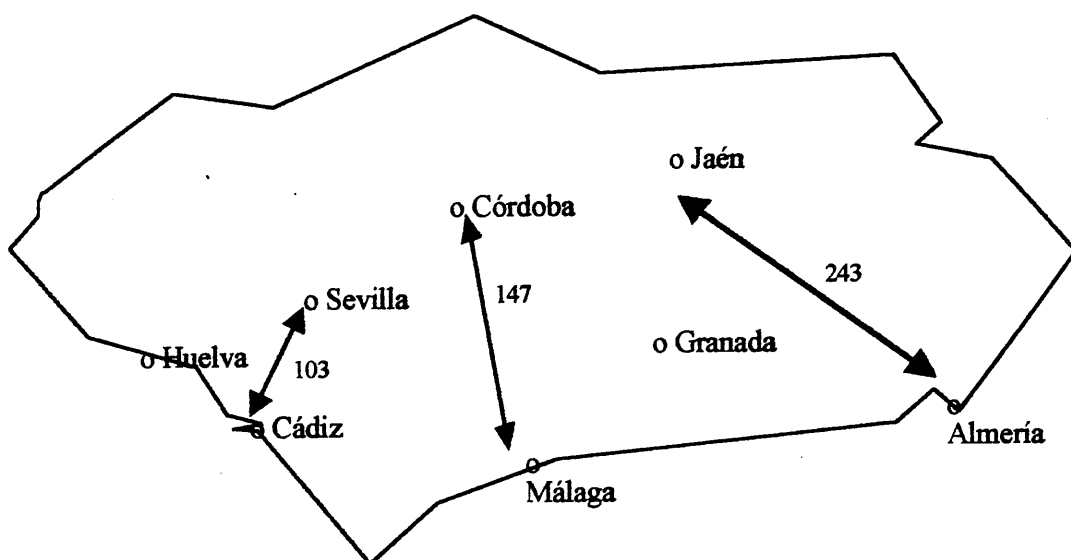 o Jaén
o Córdoba
243
147
o Sevilla
o Granada
o Huelva
103
o Cádiz
Almería
Málaga